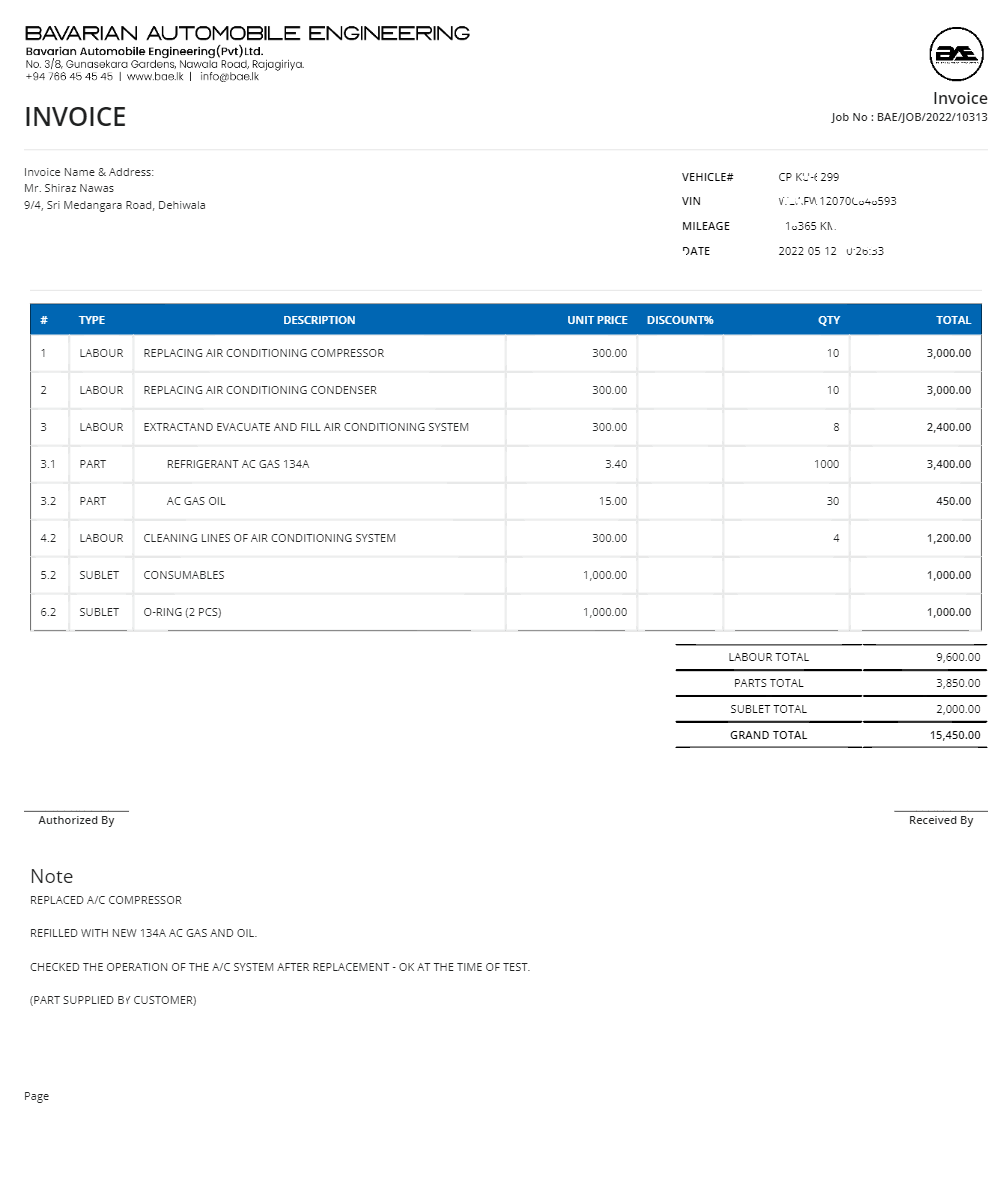 BAVARIAN AUTOMOBILE ENGINEERING
Bavarian Automobile Engineering(Pvt)Ltd.
No. 3/8, Gunasekara Gardens, Nawala Road, Rajagiriya.
+94 766 45 45 45 | www.bae.lk | info@bae.lk
BAE
Invoice
INVOICE
Job No : BAE/JOB/2022/10313
Invoice Name & Address:
Mr. Shiraz Nawas
9/4, Sri Medangara Road, Dehiwala
VEHICLE# CP
VIN
MILEAGE
DATE 2022 05 12
# TYPE DESCRIPTION UNIT PRICE DISCOUNT% QTY TOTAL
1 LABOUR REPLACING AIR CONDITIONING COMPRESSOR 300.00 10 3,000.00
2 LABOUR REPLACING AIR CONDITIONING CONDENSER 300.00 10 3,000.00
3 LABOUR EXTRACTAND EVACUATE AND FILL AIR CONDITIONING SYSTEM 300.00 8 2,400.00
3.1 PART REFRIGERANT AC GAS 134A 3.40 1000 3,400.00
3.2 PART AC GAS OIL 15.00 30 450.00
4.2 LABOUR CLEANING LINES OF AIR CONDITIONING SYSTEM 300.00 4 1,200.00
5.2 SUBLET CONSUMABLES 1,000.00 1,000.00
6.2 SUBLET O-RING (2 PCS) 1,000.00 1,000.00
LABOUR TOTAL 9,600.00
PARTS TOTAL 3,850.00
SUBLET TOTAL 2,000.00
GRAND TOTAL 15,450.00
Authorized By Received By
Note
REPLACED A/C COMPRESSOR
REFILLED WITH NEW 134A AC GAS AND OIL.
CHECKED THE OPERATION OF THE A/C SYSTEM AFTER REPLACEMENT - OK AT THE TIME OF TEST.
(PART SUPPLIED BY CUSTOMER)
Page